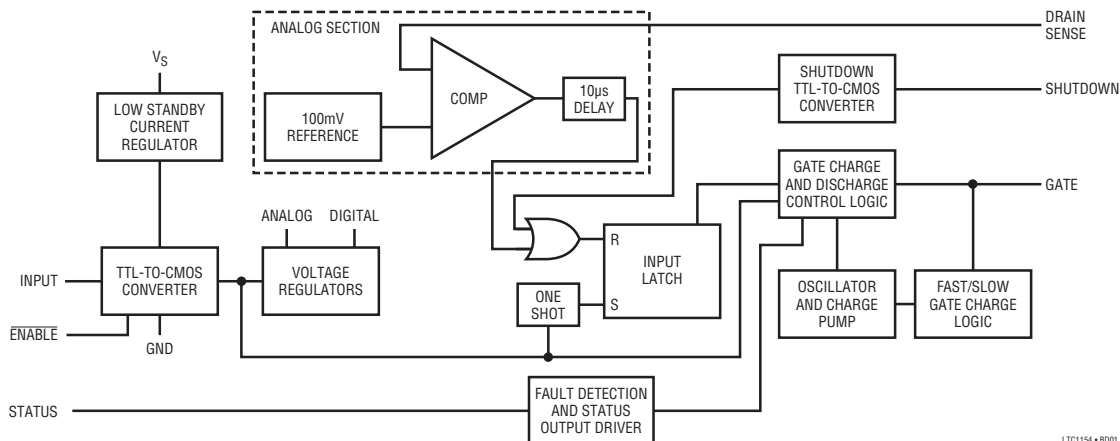 ANALOG SECTION
DRAIN
SENSE
V_S
COMP
10µs
DELAY
SHUTDOWN
TTL-TO-CMOS
CONVERTER
SHUTDOWN
LOW STANDBY
CURRENT
REGULATOR
100mV
REFERENCE
GATE CHARGE
AND DISCHARGE
CONTROL LOGIC
GATE
ANALOG
DIGITAL
R
INPUT
LATCH
S
INPUT
TTL-TO-CMOS
CONVERTER
VOLTAGE
REGULATORS
ONE
SHOT
OSCILLATOR
AND CHARGE
PUMP
FAST/SLOW
GATE CHARGE
LOGIC
ENABLE
GND
STATUS
FAULT DETECTION
AND STATUS
OUTPUT DRIVER
LTC1154 • BD01